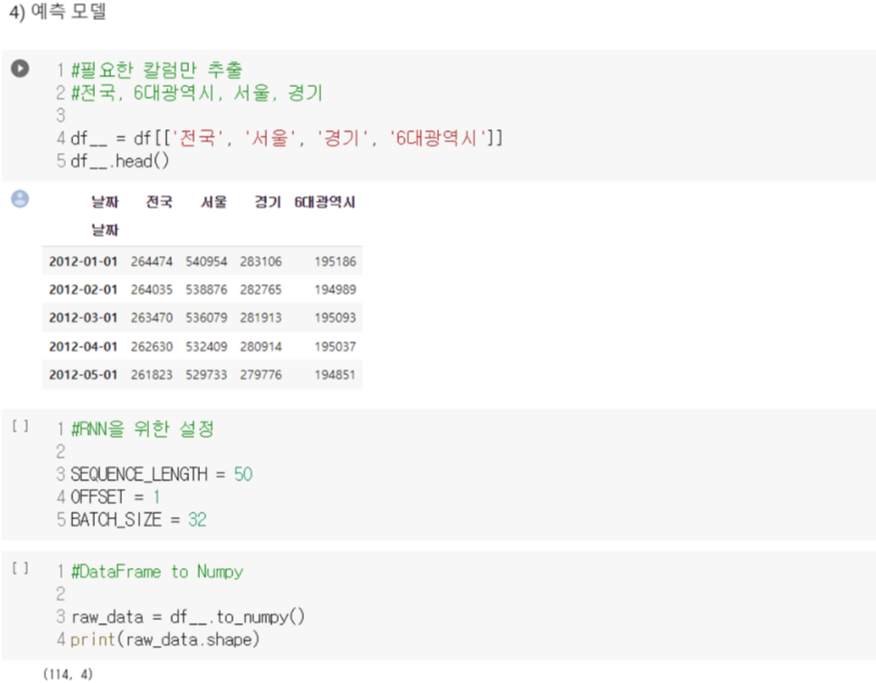 4) 예측 모델
1 #필요한 칼럼만 추출
2 #전국, 6대광역시, 서울, 경기
3
4 df__ = df[['전국', '서울', '경기', '6대광역시']]
5 df__.head()
날짜 전국 서울 경기 6대광역시
날짜
2012-01-01 264474 540954 283106 195186
2012-02-01 264035 538876 282765 194989
2012-03-01 263470 536079 281913 195093
2012-04-01 262630 532409 280914 195037
2012-05-01 261823 529733 279776 194851
[ ] 1 #RNN을 위한 설정
2
3 SEQUENCE_LENGTH = 50
4 OFFSET = 1
5 BATCH_SIZE = 32
[ ] 1 #DataFrame to Numpy
2
3 raw_data = df__.to_numpy()
4 print(raw_data.shape)
(114, 4)